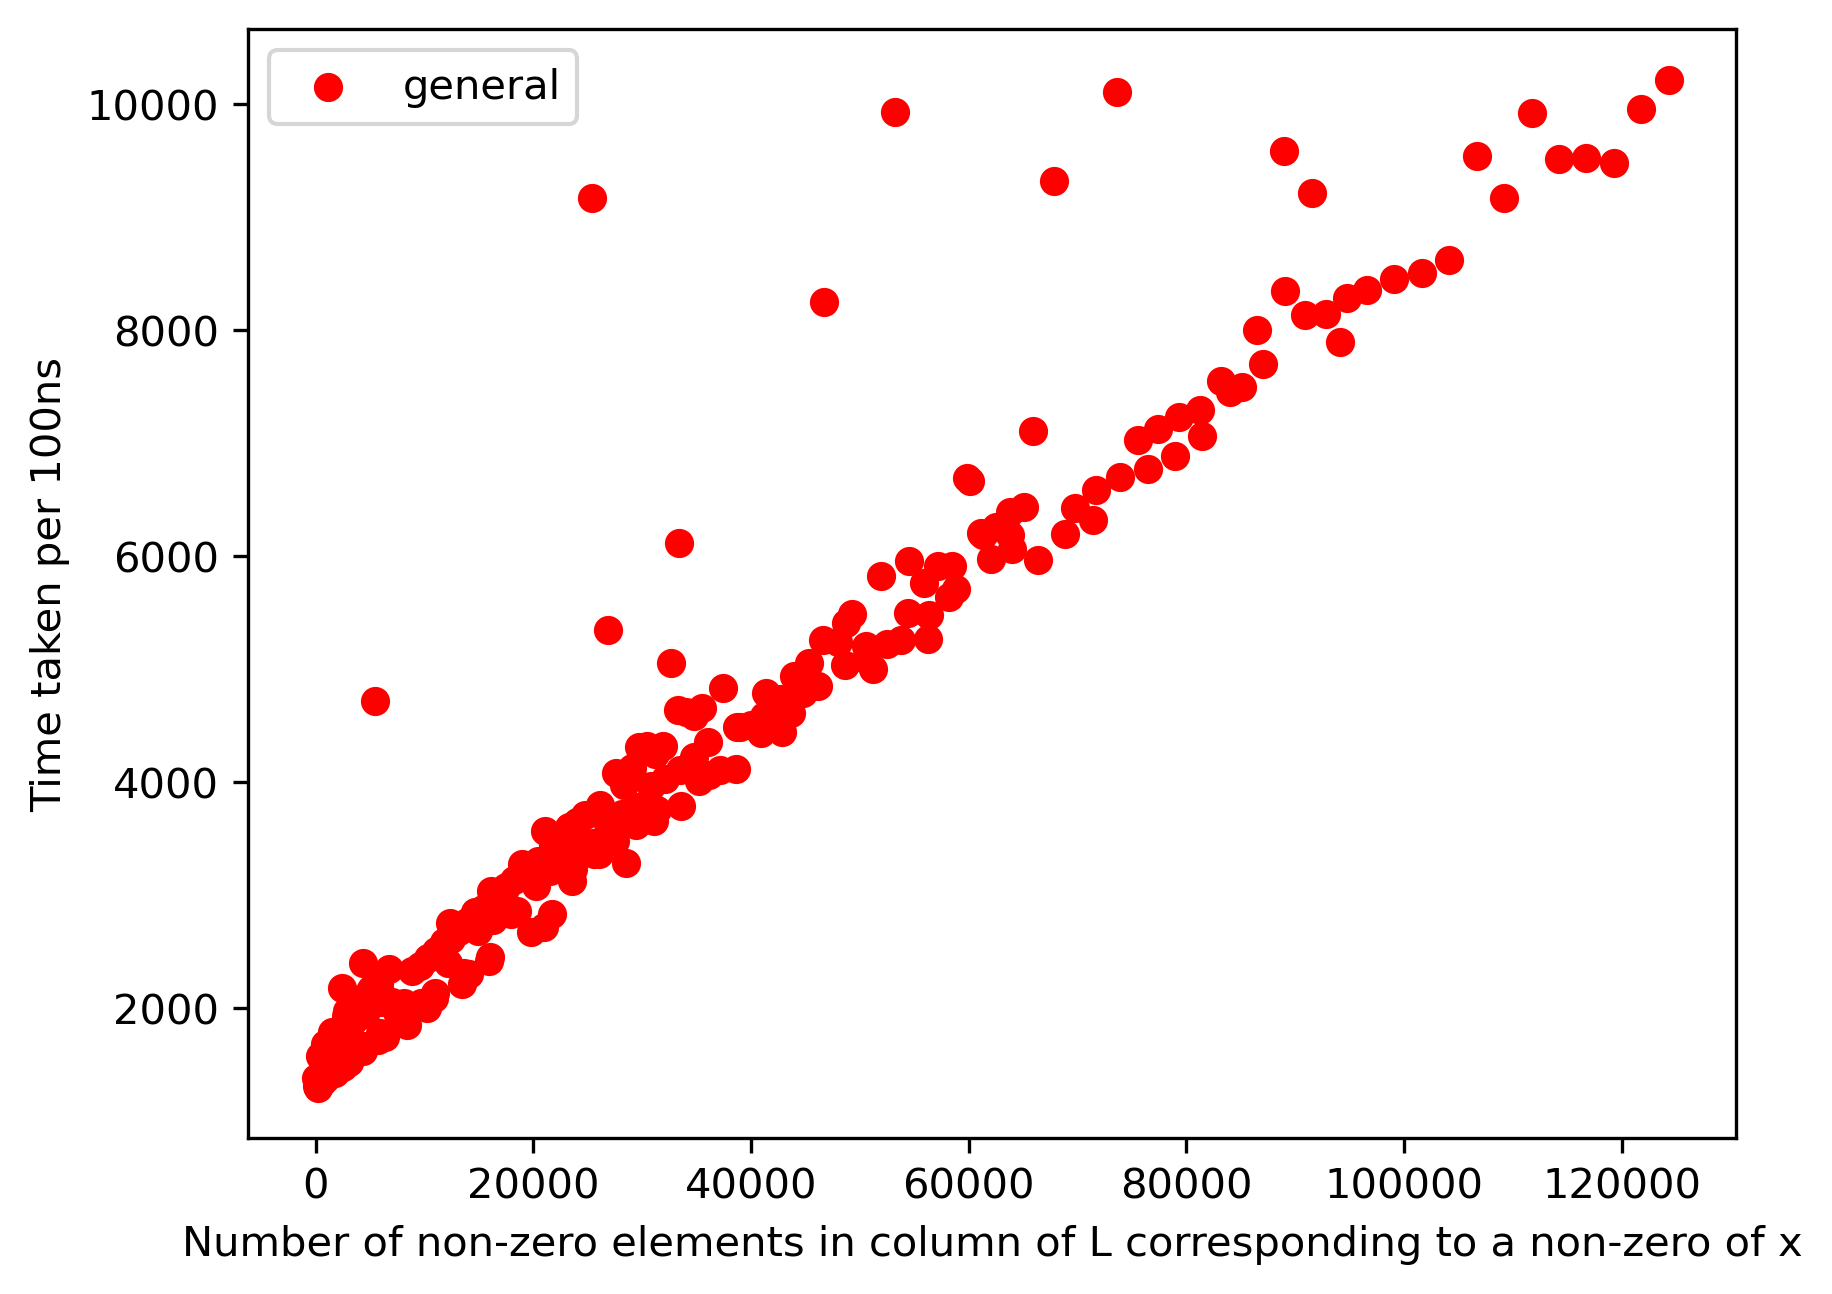 general
Time taken per 100ns
10000
8000
6000
4000
2000
0 20000 40000 60000 80000 100000 120000
Number of non-zero elements in column of L corresponding to a non-zero of x